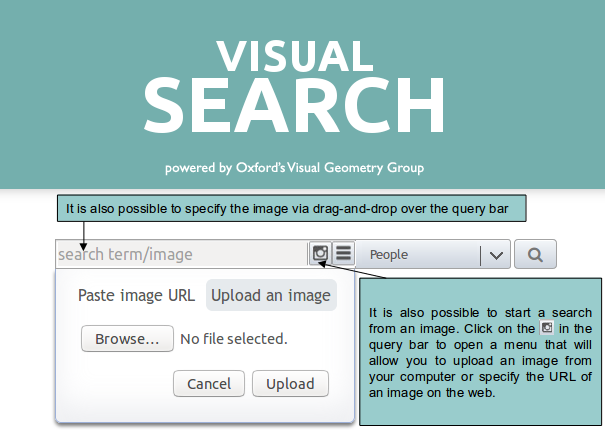 VISUAL
SEARCH
powered by Oxford's Visual Geometry Group
It is also possible to specify the image via drag-and-drop over the query bar
search term/image
People
Paste image URL
Upload an image
Browse...
No file selected.
Cancel
Upload
It is also possible to start a search
from an image. Click on the in the
query bar to open a menu that will
allow you to upload an image from
your computer or specify the URL of
an image on the web.